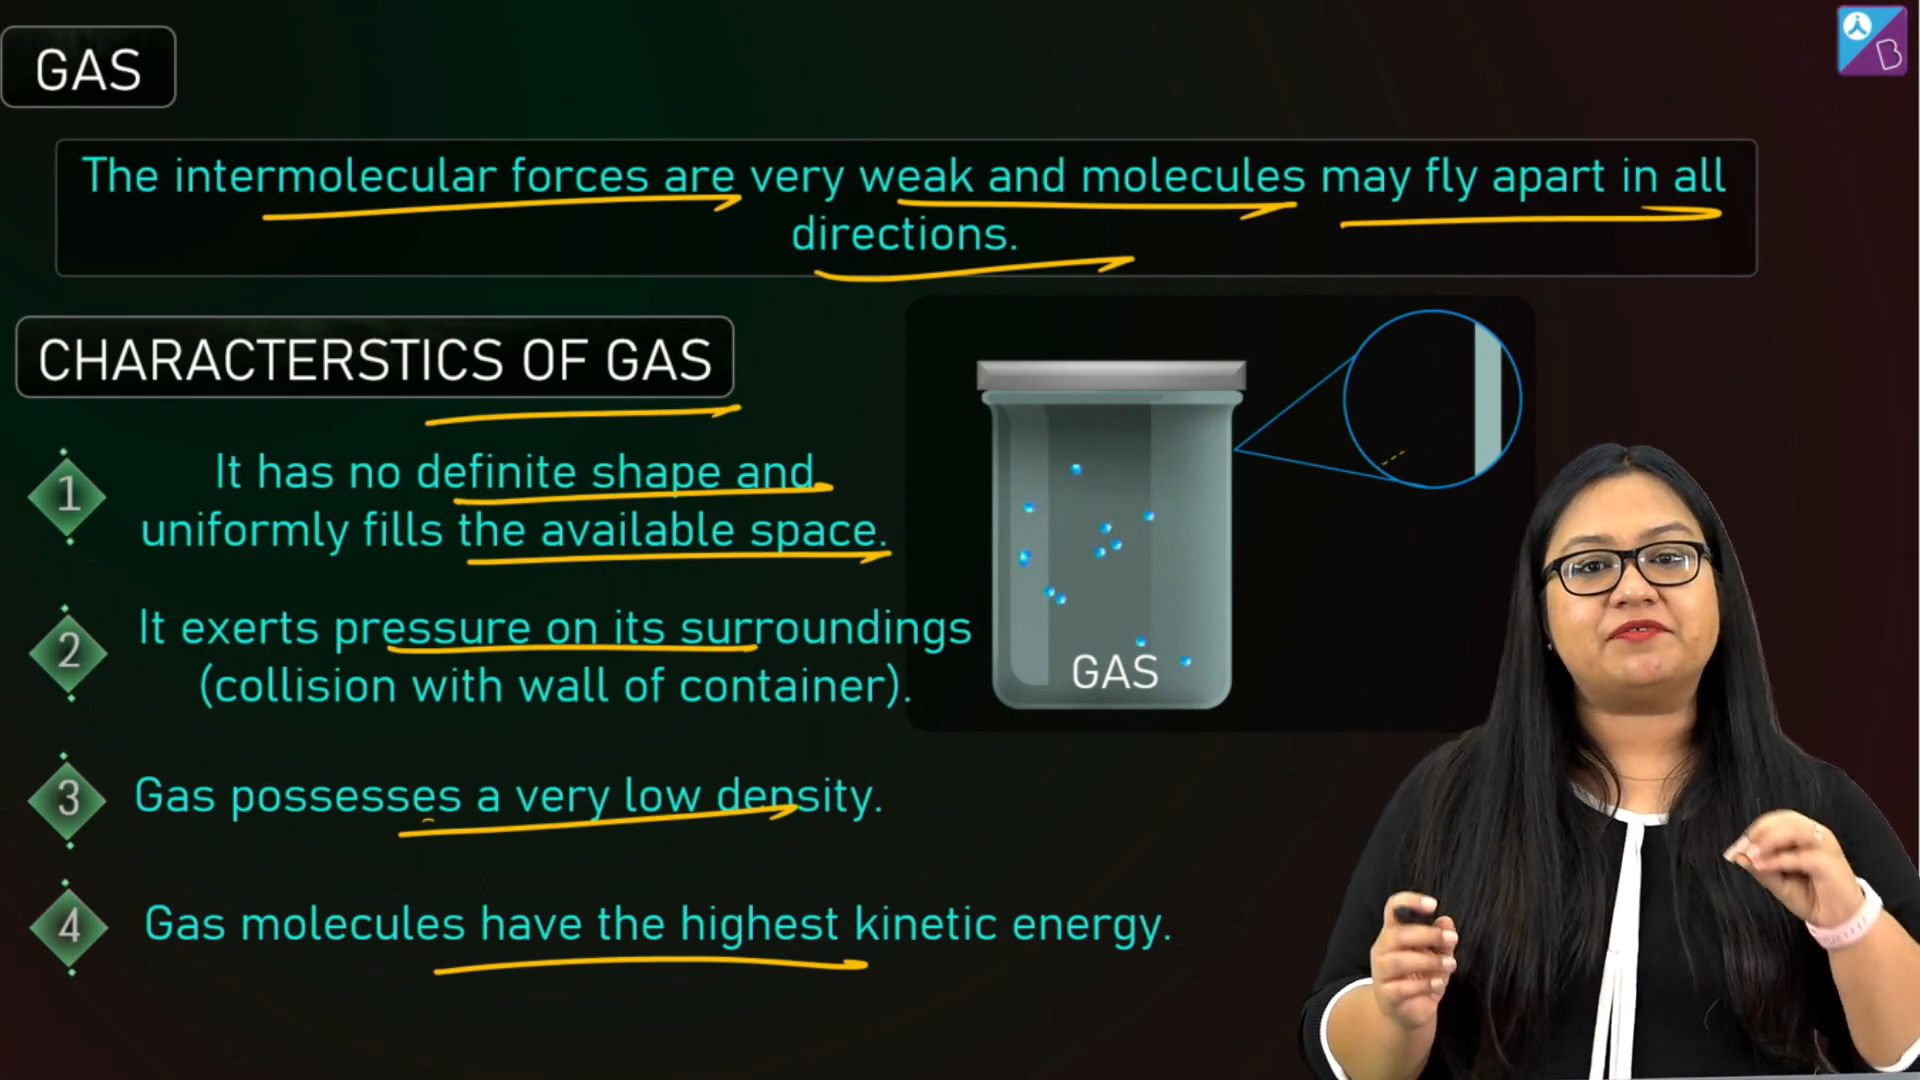 GAS
The intermolecular forces are very weak and molecules may fly apart in all
directions.
CHARACTERSTICS OF GAS
1
It has no definite shape and
uniformly fills the available space.
2
It exerts pressure on its surroundings
(collision with wall of container).
3
Gas possesses a very low density.
4
Gas molecules have the highest kinetic energy.
GAS
B